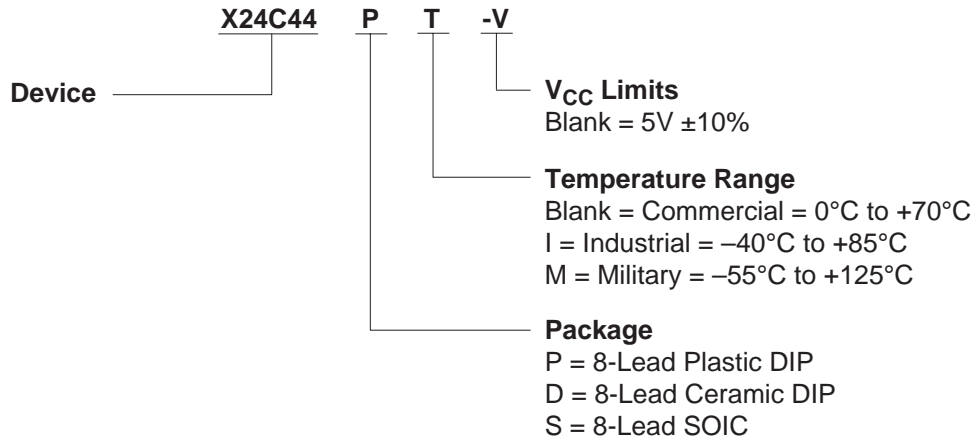 X24C44 P T -V
Device
VCC Limits
Blank = 5V ±10%
Temperature Range
Blank = Commercial = 0°C to +70°C
I = Industrial = –40°C to +85°C
M = Military = –55°C to +125°C
Package
P = 8-Lead Plastic DIP
D = 8-Lead Ceramic DIP
S = 8-Lead SOIC